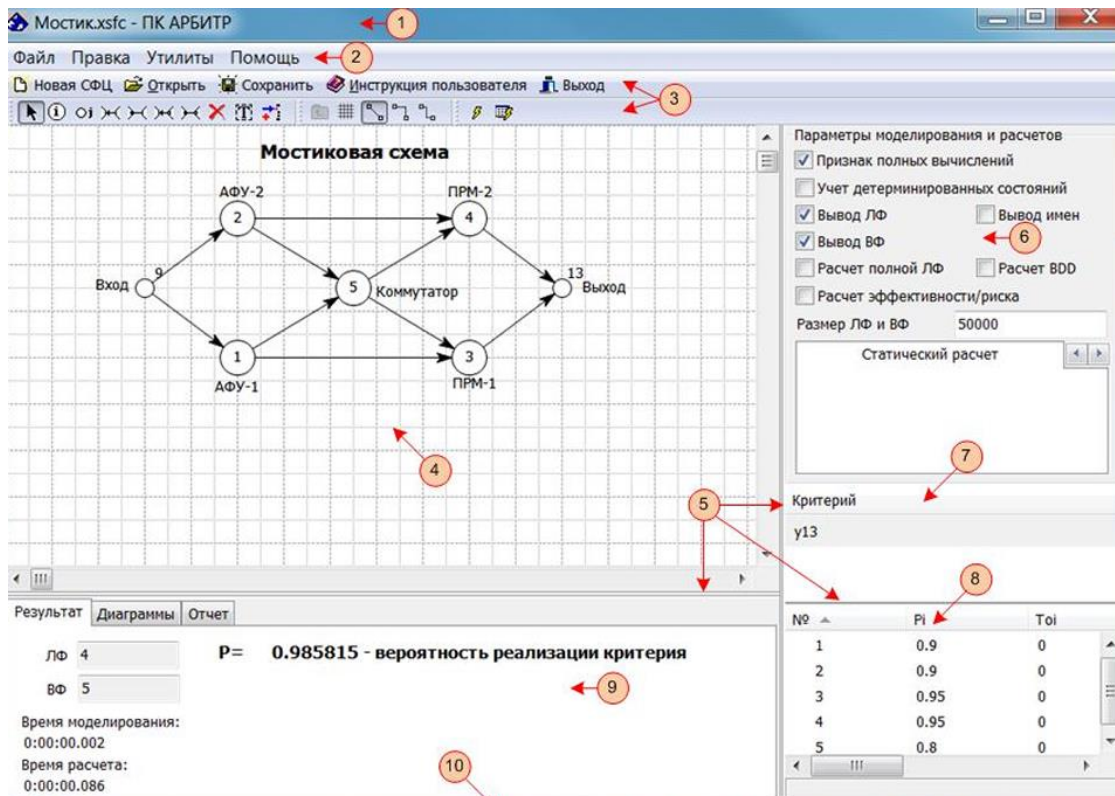 Мостик.xsfc - ПК АРБИТР
1
Файл Правка Утилиты Помощь
2
Новая СФЦ Открыть Сохранить Инструкция пользователя Выход
3
Мостиковая схема
АФУ-2
ПРМ-2
2
4
9
Вход
5
Коммутатор
13
Выход
1
3
АФУ-1
ПРМ-1
4
Параметры моделирования и расчетов
Признак полных вычислений
Учет детерминированных состояний
Вывод ЛФ
Вывод имен
Вывод ВФ
6
Расчет полной ЛФ
Расчет BDD
Расчет эффективности/риска
Размер ЛФ и ВФ 50000
Статический расчет
7
5
Критерий
y13
8
№ Pi Toi
1 0.9 0
2 0.9 0
3 0.95 0
4 0.95 0
5 0.8 0
Результат Диаграммы Отчет
ЛФ 4
P= 0.985815 - вероятность реализации критерия
ВФ 5
9
Время моделирования:
0:00:00.002
Время расчета:
0:00:00.086
10